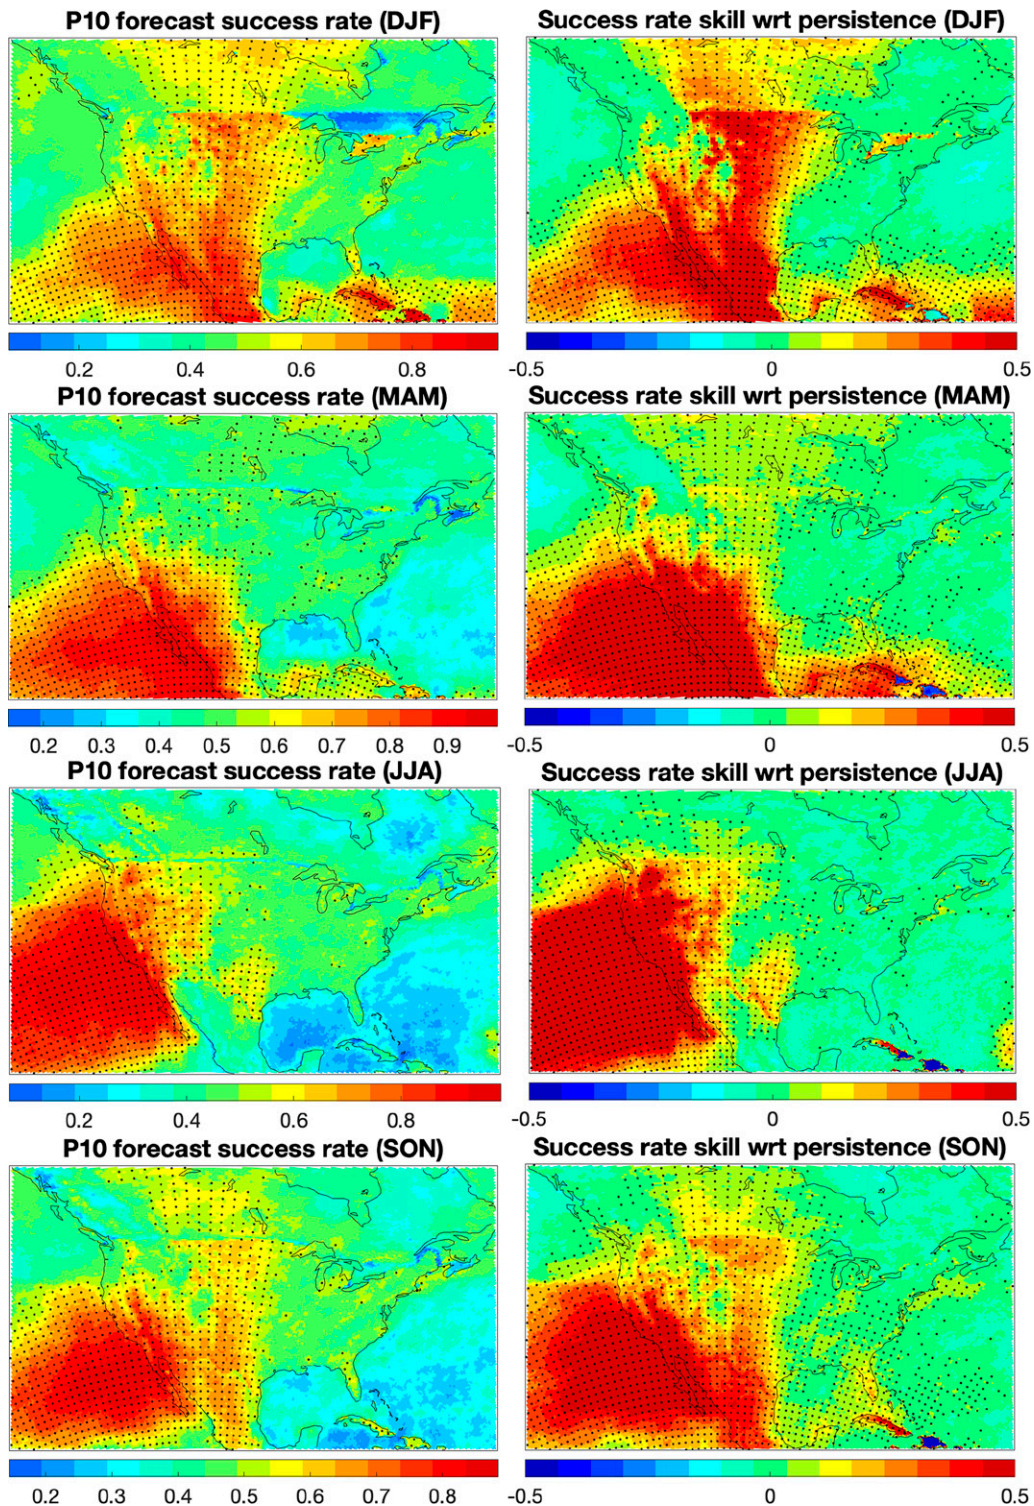 P10 forecast success rate (DJF) Success rate skill wrt persistence (DJF)
0.2 0.4 0.6 0.8 -0.5 0 0.5
P10 forecast success rate (MAM) Success rate skill wrt persistence (MAM)
0.2 0.3 0.4 0.5 0.6 0.7 0.8 0.9 -0.5 0 0.5
P10 forecast success rate (JJA) Success rate skill wrt persistence (JJA)
0.2 0.4 0.6 0.8 -0.5 0 0.5
P10 forecast success rate (SON) Success rate skill wrt persistence (SON)
0.2 0.3 0.4 0.5 0.6 0.7 0.8 -0.5 0 0.5